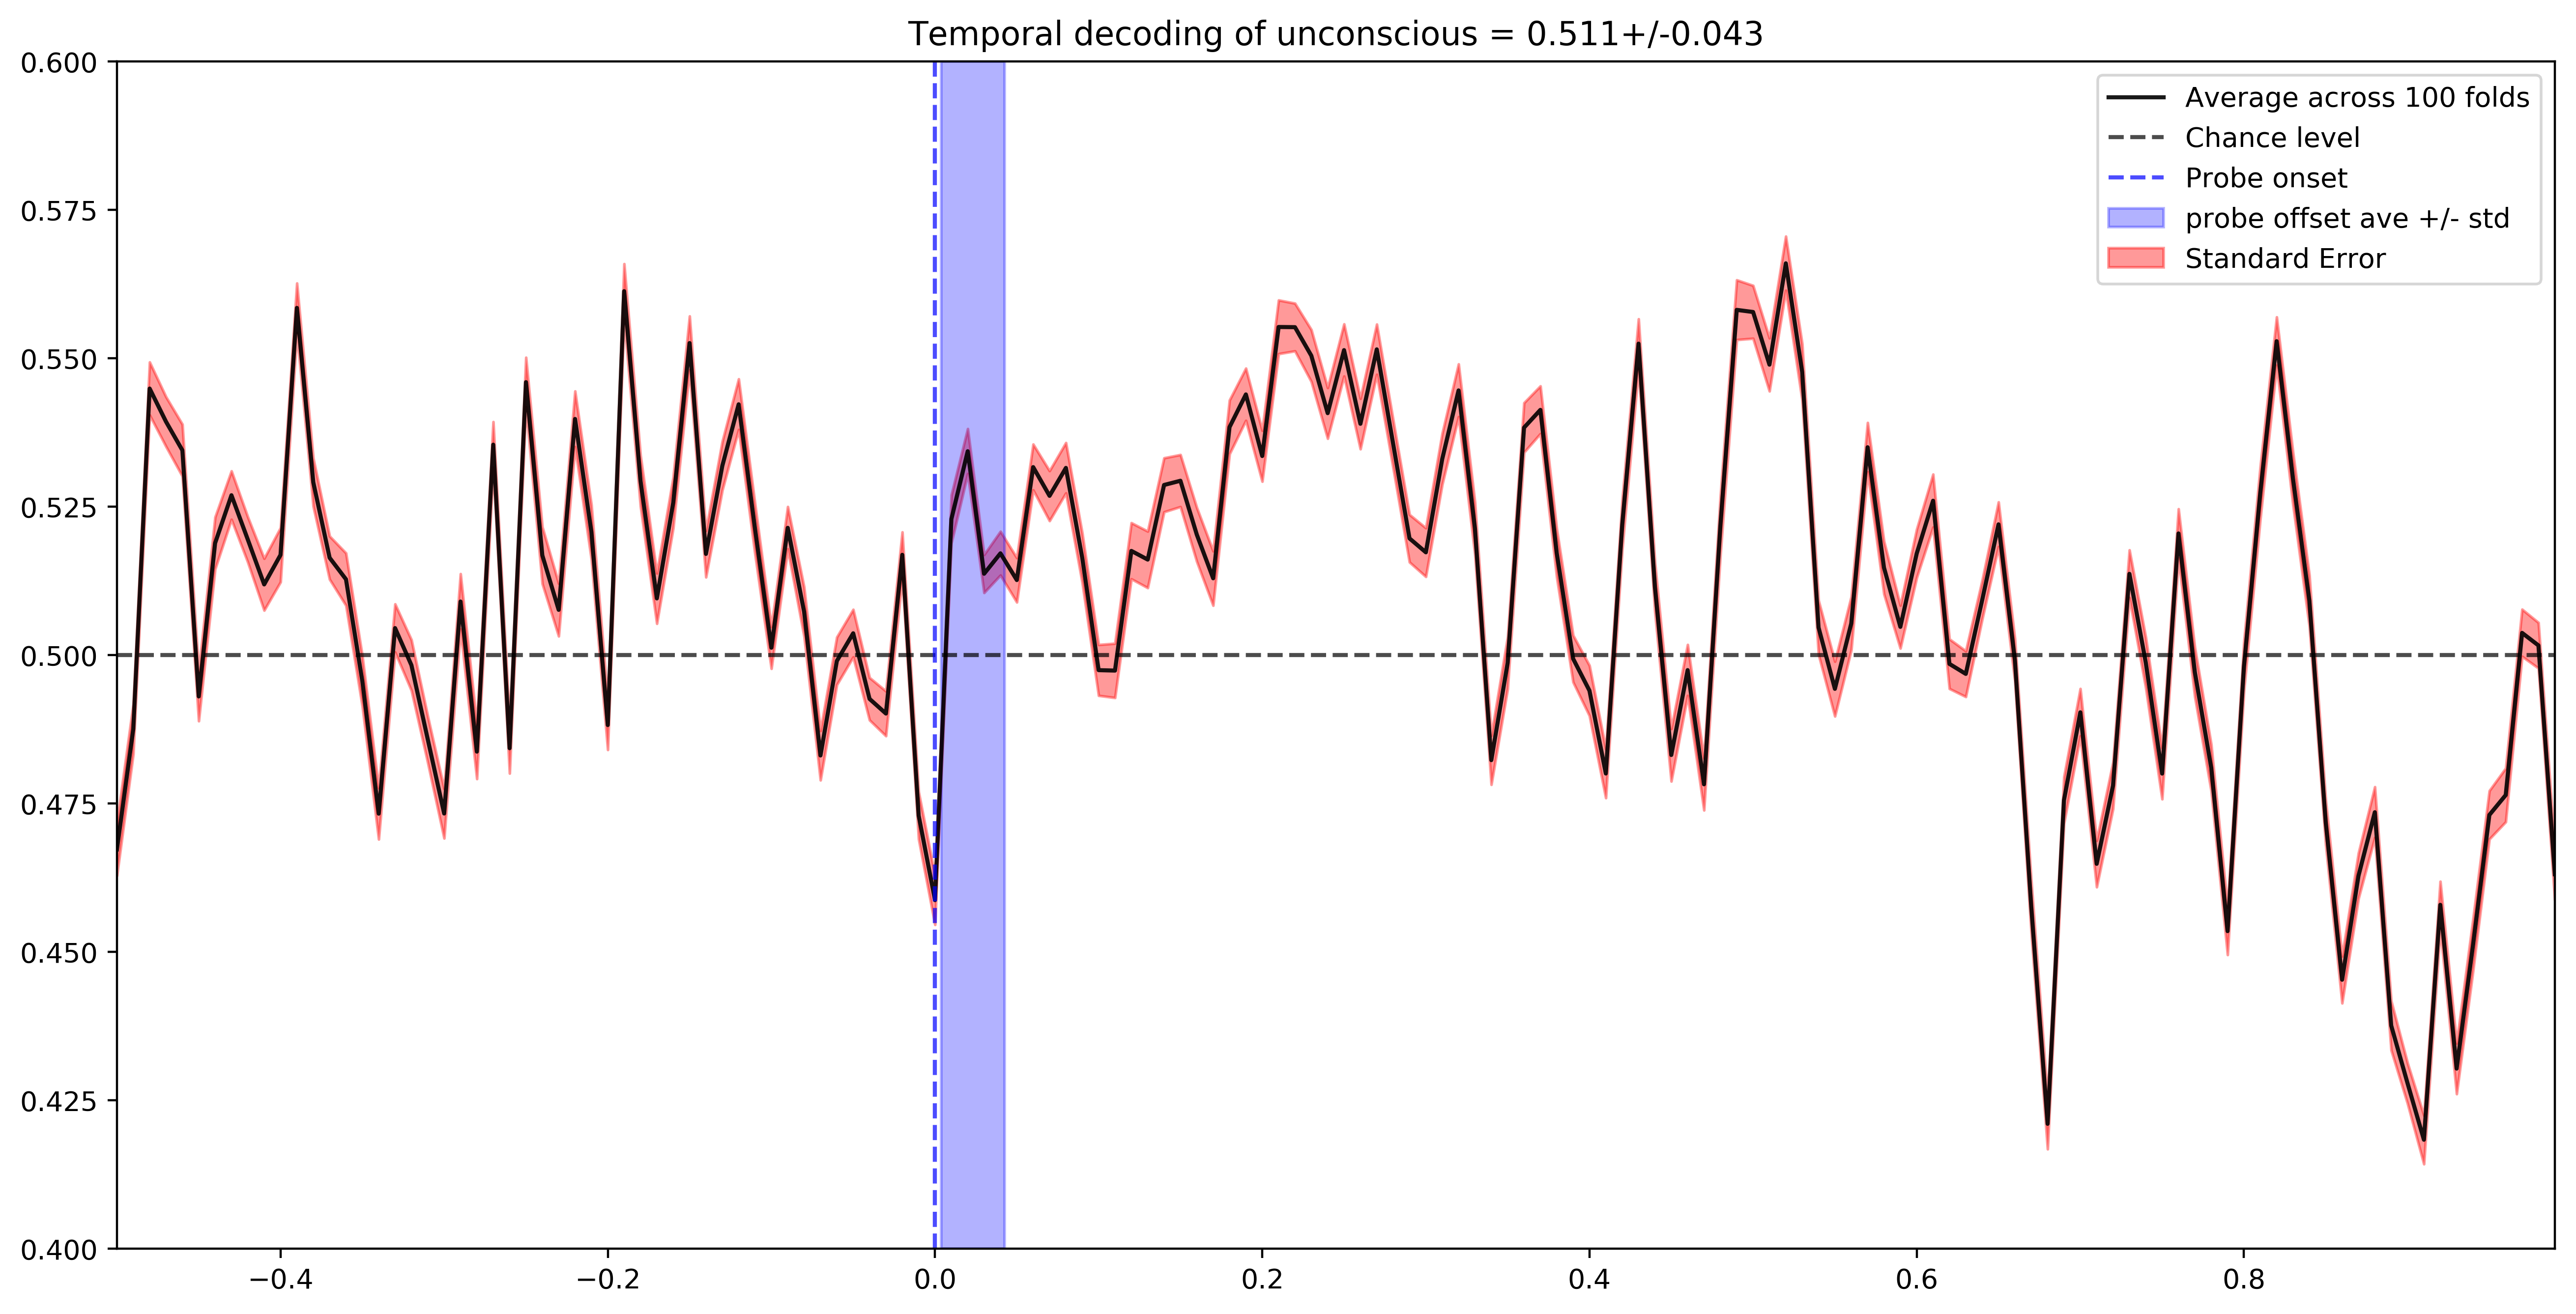 Temporal decoding of unconscious = 0.511+/-0.043
0.600
0.575
0.550
0.525
0.500
0.475
0.450
0.425
0.400
Average across 100 folds
Chance level
Probe onset
probe offset ave +/- std
Standard Error
−0.4 −0.2 0.0 0.2 0.4 0.6 0.8